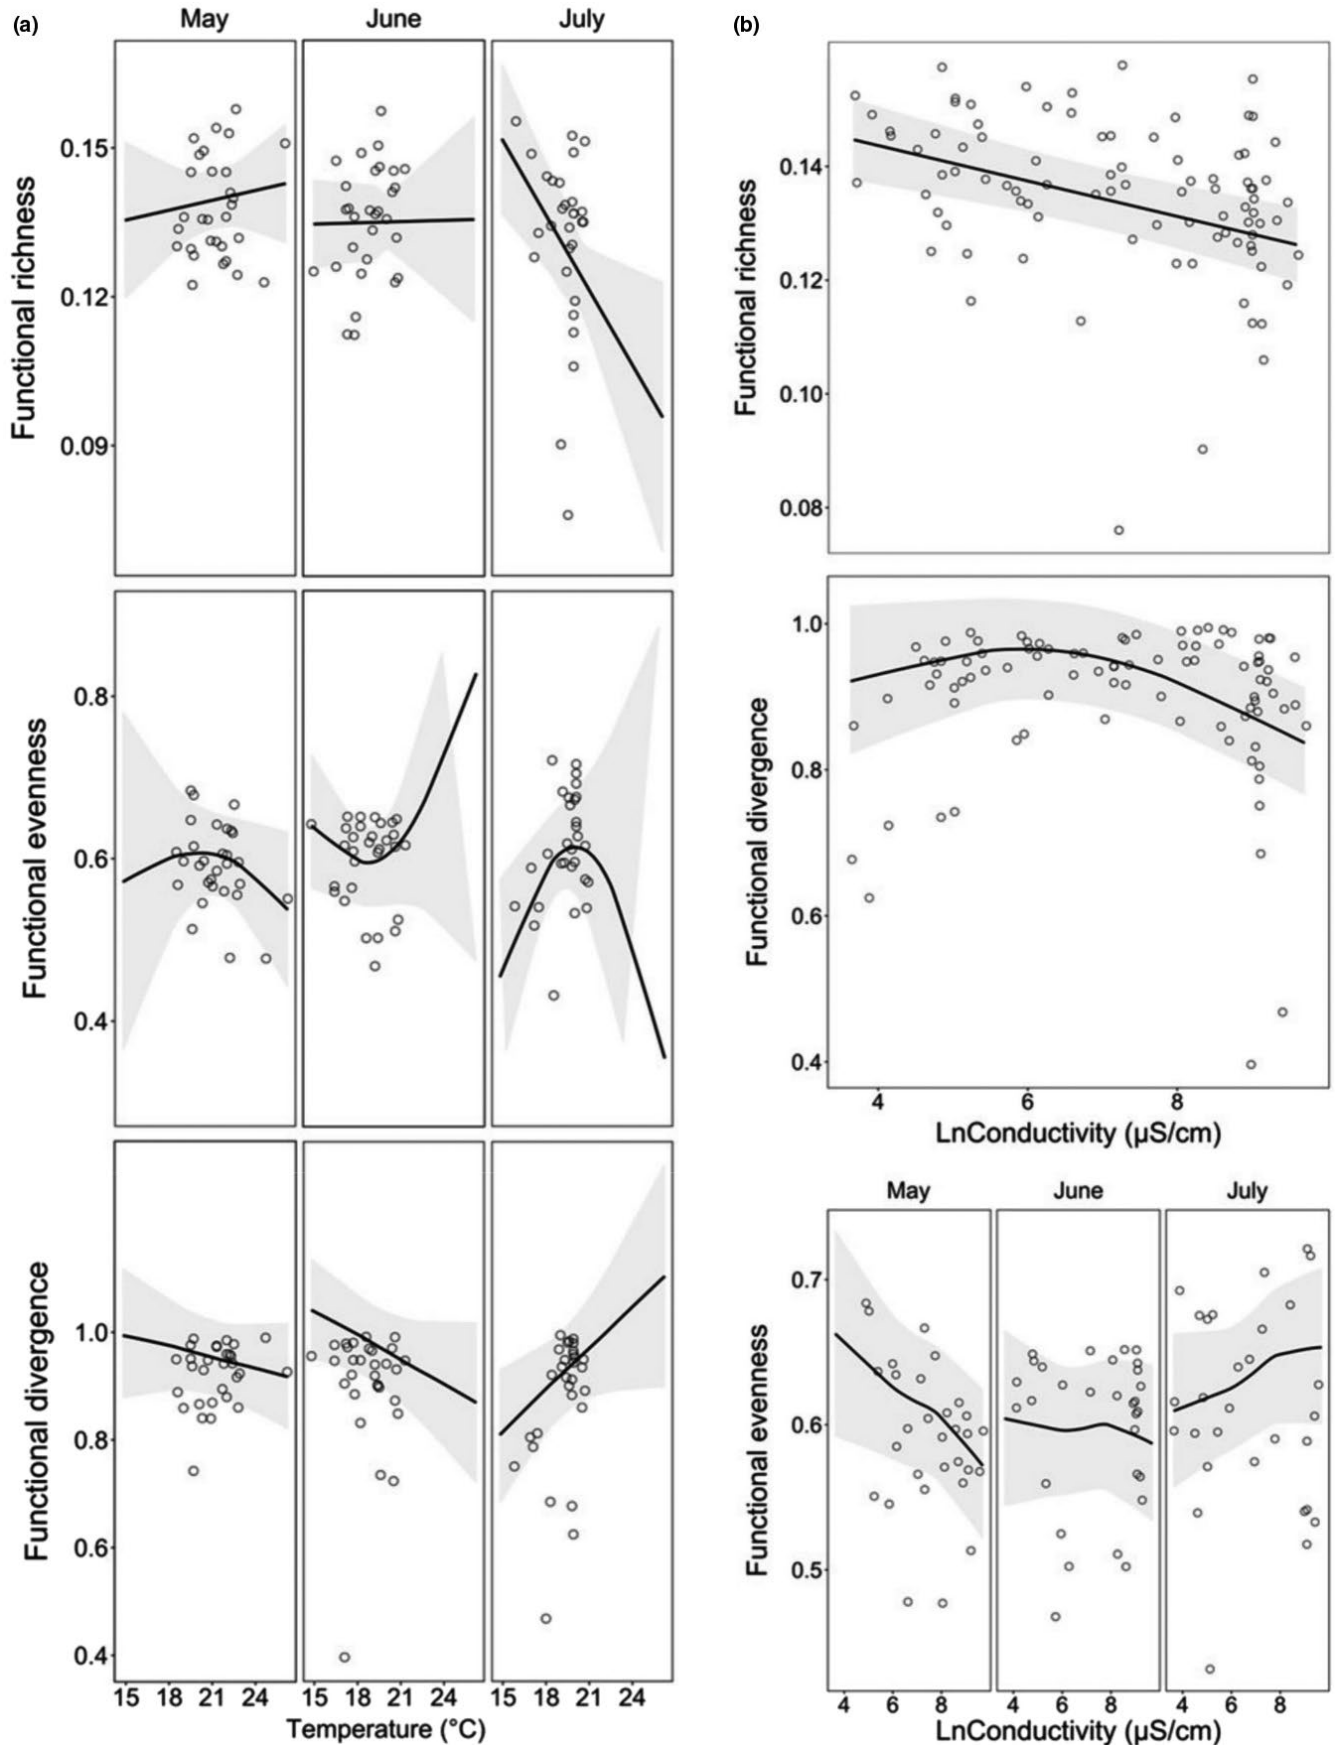 (a)
May June July
Functional richness
0.15
0.12
0.09
Functional evenness
0.8
0.6
0.4
Functional divergence
1.0
0.8
0.6
0.4
15 18 21 24 15 18 21 24 15 18 21 24
Temperature (°C)
(b)
Functional richness
0.14
0.12
0.10
0.08
Functional divergence
1.0
0.8
0.6
0.4
4 6 8
LnConductivity (µS/cm)
May June July
Functional evenness
0.7
0.6
0.5
4 6 8 4 6 8 4 6 8
LnConductivity (µS/cm)